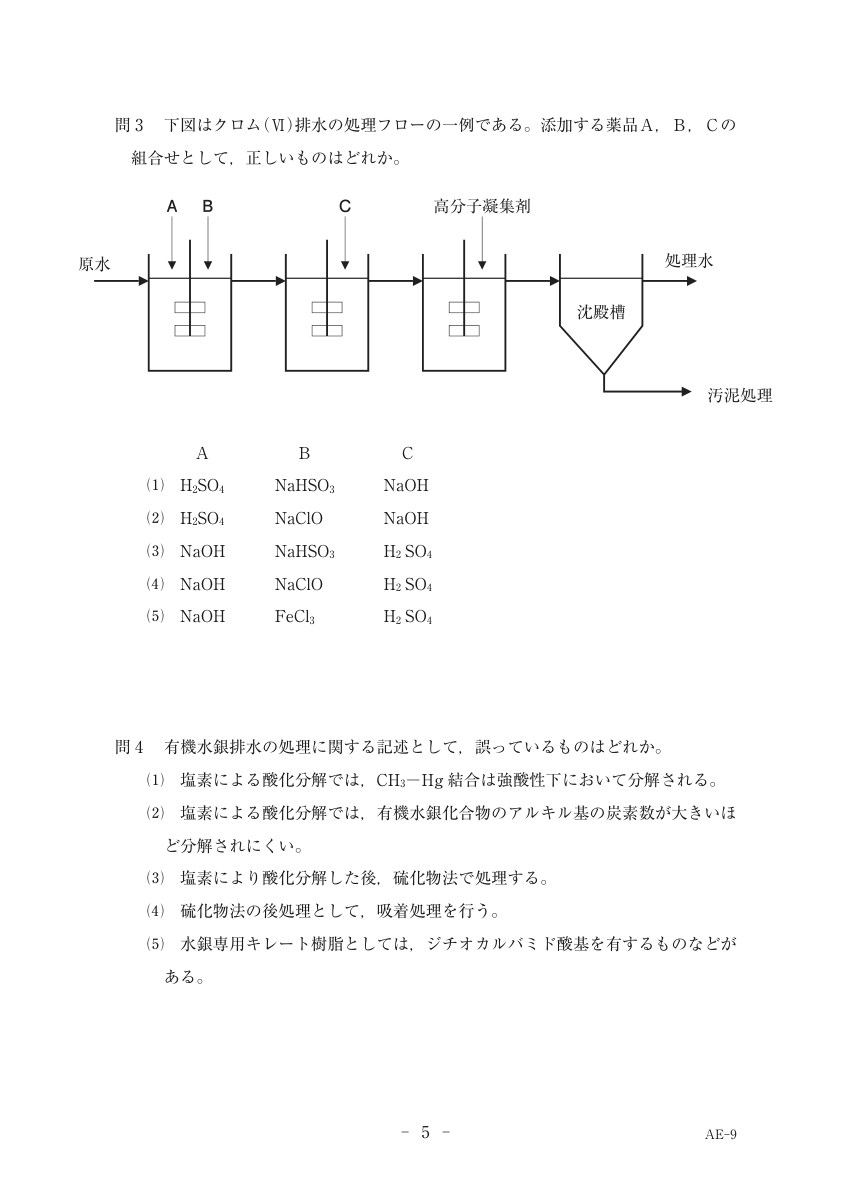 問3 下図はクロム(Ⅵ)排水の処理フローの一例である。添加する薬品A，B，Cの
組合せとして，正しいものはどれか。
A B C 高分子凝集剤
原水 処理水
沈殿槽
汚泥処理
A B C
(1) H₂SO₄ NaHSO₃ NaOH
(2) H₂SO₄ NaClO NaOH
(3) NaOH NaHSO₃ H₂ SO₄
(4) NaOH NaClO H₂ SO₄
(5) NaOH FeCl₃ H₂ SO₄
問4 有機水銀排水の処理に関する記述として，誤っているものはどれか。
(1) 塩素による酸化分解では，CH₃－Hg 結合は強酸性下において分解される。
(2) 塩素による酸化分解では，有機水銀化合物のアルキル基の炭素数が大きいほ
ど分解されにくい。
(3) 塩素により酸化分解した後，硫化物法で処理する。
(4) 硫化物法の後処理として，吸着処理を行う。
(5) 水銀専用キレート樹脂としては，ジチオカルバミド酸基を有するものなどが
ある。
- 5 - AE-9